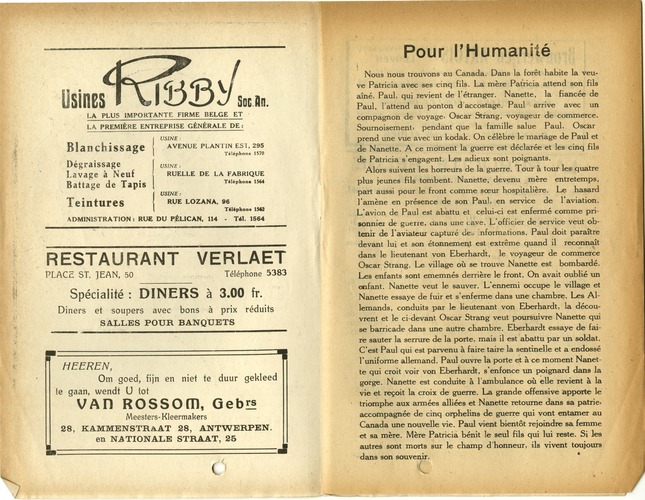 Usines RIBBY Soc. An.
LA PLUS IMPORTANTE FIRME BELGE ET
LA PREMIÈRE ENTREPRISE GÉNÉRALE DE :
Blanchissage
USINE :
AVENUE PLANTIN EST, 295
Téléphone 1570
Dégraissage
Lavage à Neuf
Battage de Tapis
USINE :
RUELLE DE LA FABRIQUE
Téléphone 1564
Teintures
USINE :
RUE LOZANA, 96
Téléphone 1562
ADMINISTRATION : RUE DU PÉLICAN, 114 - Tél. 1564
RESTAURANT VERLAET
PLACE ST. JEAN, 50 Téléphone 5383
Spécialité : DINERS à 3.00 fr.
Diners et soupers avec bons à prix réduits
SALLES POUR BANQUETS
HEEREN,
Om goed, fijn en niet te duur gekleed
te gaan, wendt U tot
VAN ROSSOM, Gebrs
Meesters-Kleermakers
28, KAMMENSTRAAT 28, ANTWERPEN.
en NATIONALE STRAAT, 25
Pour l'Humanité
Nous nous trouvons au Canada. Dans la forêt habite la veu-
ve Patricia avec ses cinq fils. La mère Patricia attend son fils
aîné. Paul, qui revient de l'étranger. Nanette, la fiancée de
Paul, l'attend au ponton d'accostage. Paul arrive avec un
compagnon de voyage, Oscar Strang, voyageur de commerce.
Sournoisement, pendant que la famille salue Paul, Oscar
prend une vue avec un kodak. On célèbre le mariage de Paul et
de Nanette. A ce moment la guerre est déclarée et les cinq fils
de Patricia s'engagent. Les adieux sont poignants.
Alors suivent les horreurs de la guerre. Tour à tour les quatre
plus jeunes fils tombent. Nanette, devenu mère entretemps,
part aussi pour le front comme sœur hospitalière. Le hasard
l'amène en présence de son Paul, en service de l'aviation.
L'avion de Paul est abattu et celui-ci est enfermé comme pri-
sonnier de guerre, dans une cave. L'officier de service veut ob-
tenir de l'aviateur capturé des informations. Paul doit paraître
devant lui et son étonnement est extrême quand il reconnaît
dans le lieutenant von Eberhardt, le voyageur de commerce
Oscar Strang. Le village où se trouve Nanette est bombardé.
Les enfants sont emmenés derrière le front. On avait oublié un
enfant. Nanette veut le sauver. L'ennemi occupe le village et
Nanette essaye de fuir et s'enferme dans une chambre. Les Al-
lemands, conduits par le lieutenant von Eberhardt, la décou-
vrent et le ci-devant Oscar Strang veut poursuivre Nanette qui
se barricade dans une autre chambre. Eberhardt essaye de fai-
re sauter la serrure de la porte, mais il est abattu par un soldat.
C'est Paul qui est parvenu à faire taire la sentinelle et a endossé
l'uniforme allemand. Paul ouvre la porte et à ce moment Nanet-
te qui croit voir von Eberhardt, s'enfonce un poignard dans la
gorge. Nanette est conduite à l'ambulance où elle revient à la
vie et reçoit la croix de guerre. La grande offensive apporte le
triomphe aux armées alliées et Nanette retourne dans sa patrie,
accompagnée de cinq orphelins de guerre qui vont entamer au
Canada une nouvelle vie. Paul vient bientôt rejoindre sa femme
et sa mère. Mère Patricia bénit le seul fils qui lui reste. Si les
autres sont morts sur le champ d'honneur, ils vivent toujours
dans son souvenir.